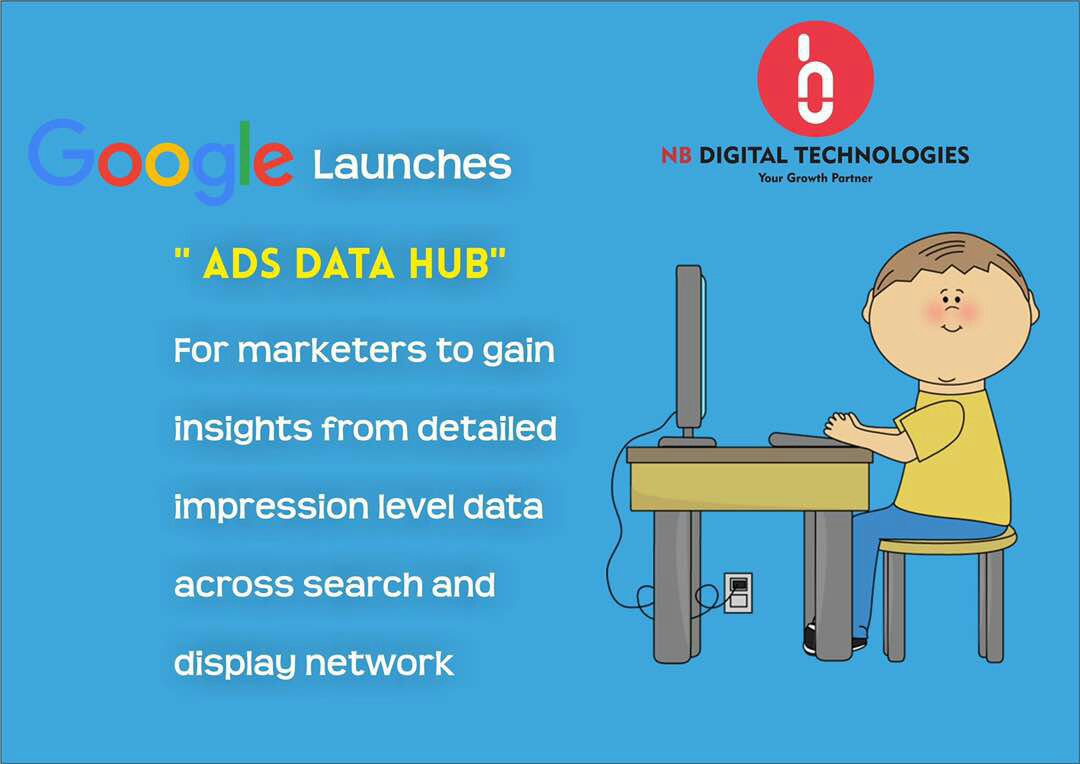 Google Launches
" ADS DATA HUB"
For marketers to gain
insights from detailed
impression level data
across search and
display network
NB DIGITAL TECHNOLOGIES
Your Growth Partner